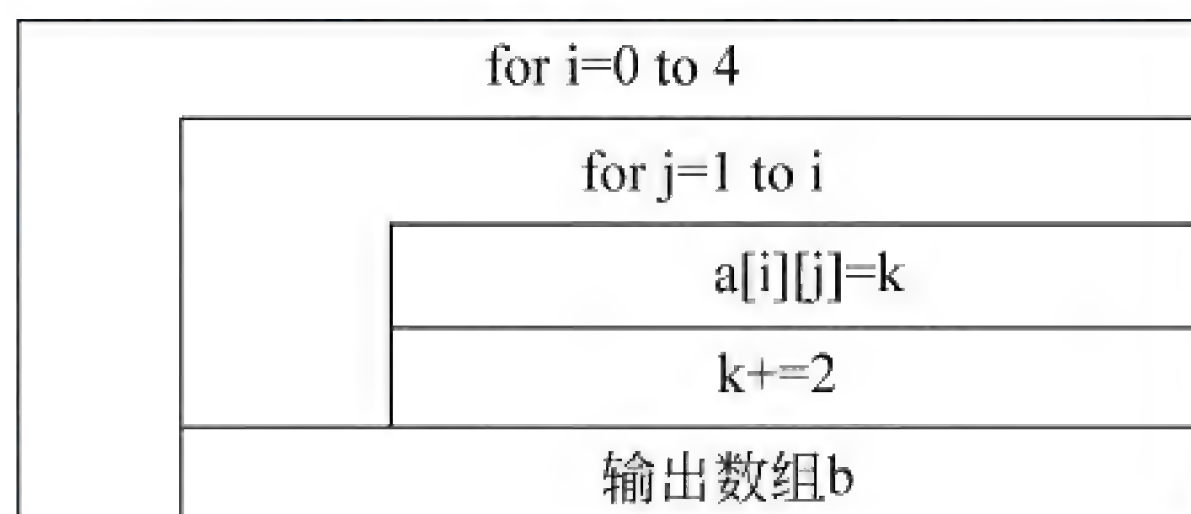 for i=0 to 4
for j=1 to i
a[i][j]=k
k+=2
输出数组b